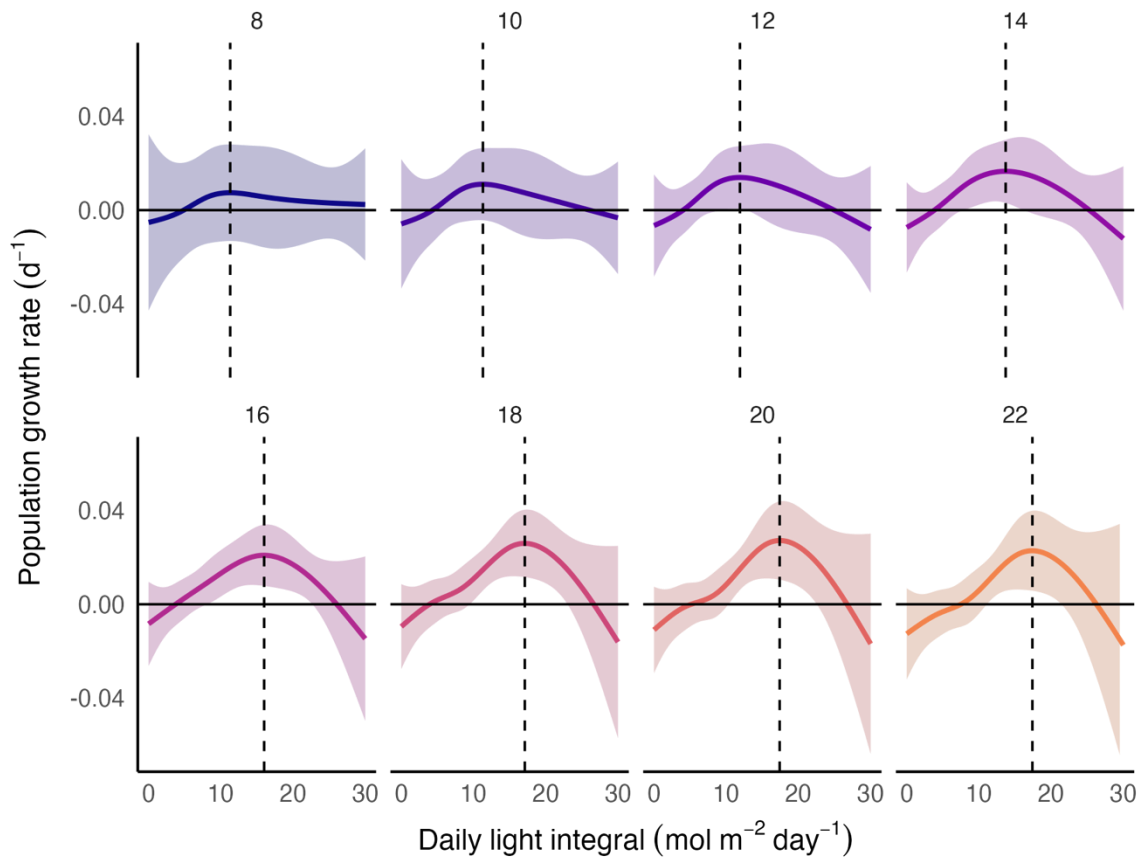 8 10 12 14
0.04
0.00
-0.04
16 18 20 22
0.04
0.00
-0.04
0 10 20 30 0 10 20 30 0 10 20 30 0 10 20 30
Daily light integral (mol m⁻² day⁻¹)
Population growth rate (d⁻¹)